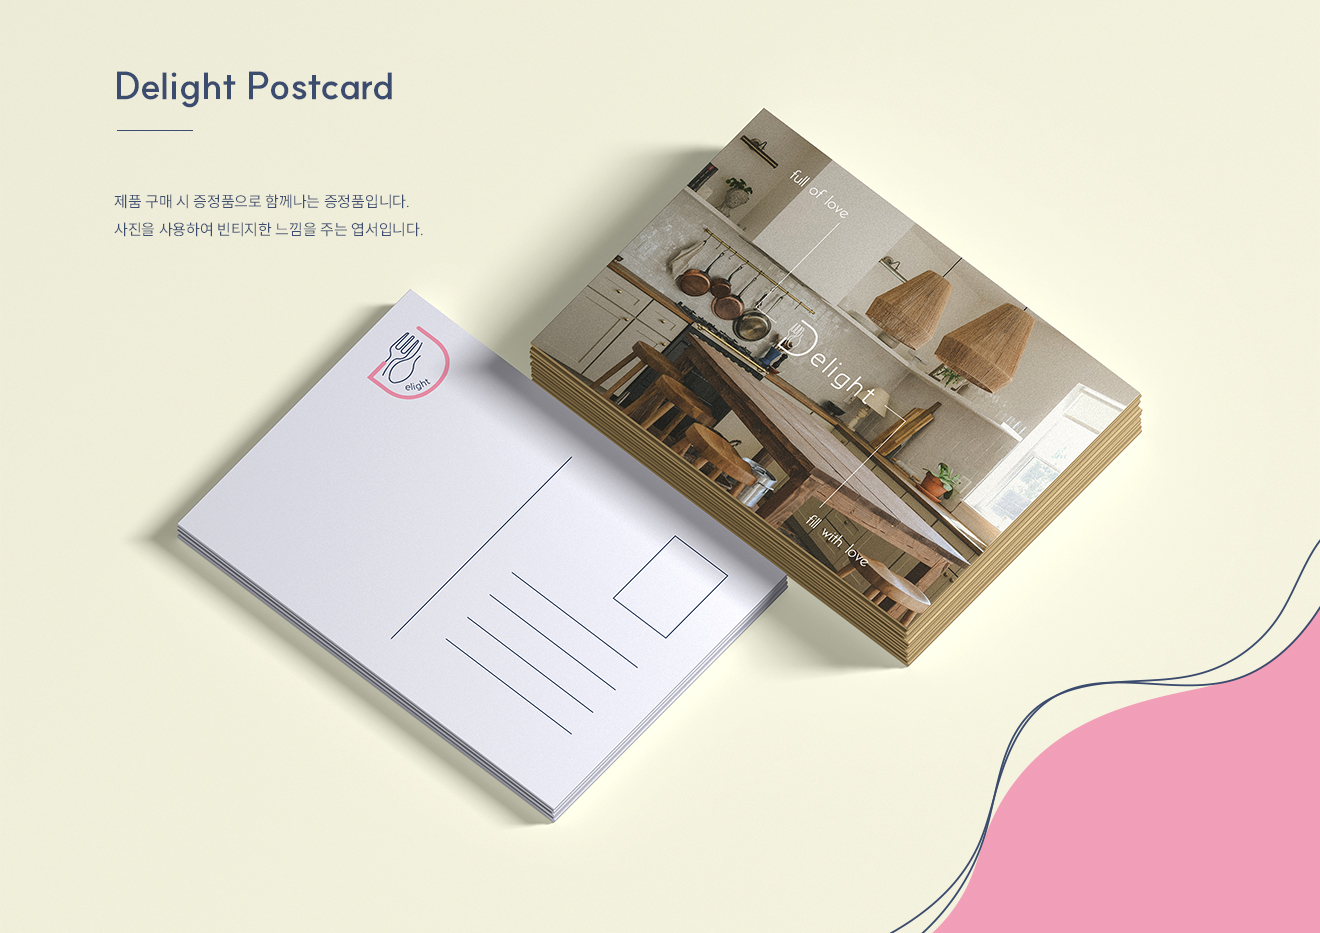 Delight Postcard
제품 구매 시 증정품으로 함께나는 증정품입니다.
사진을 사용하여 빈티지한 느낌을 주는 엽서입니다.
full of love
Delight
fill with love
elight